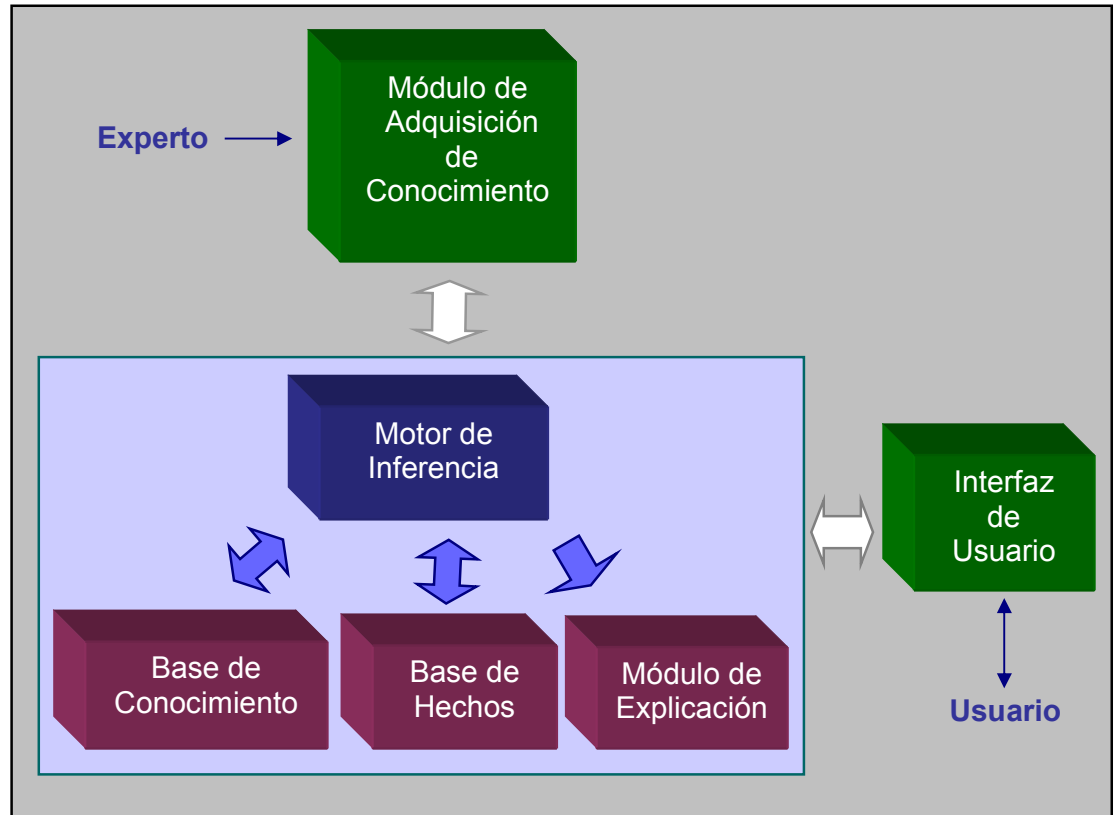 Módulo de
Adquisición
de
Conocimiento
Experto
Motor de
Inferencia
Interfaz
de
Usuario
Base de
Conocimiento
Base de
Hechos
Módulo de
Explicación
Usuario